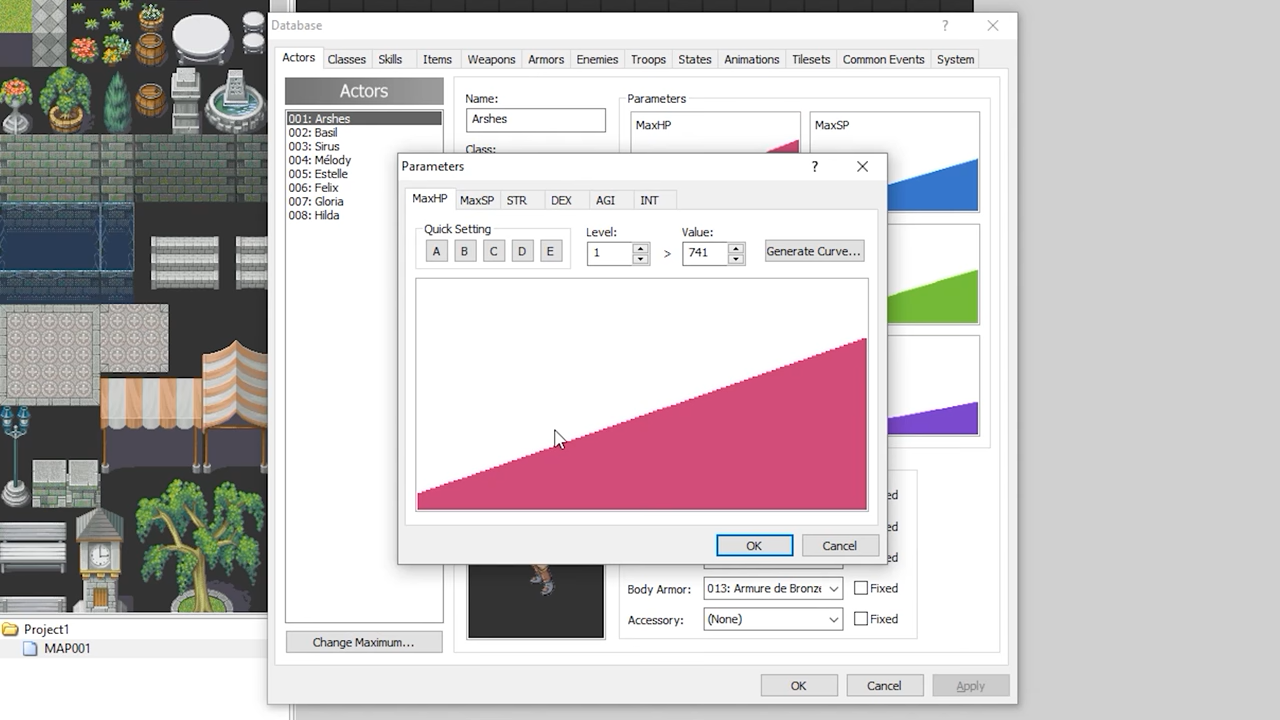 Database
?
Actors Classes Skills Items Weapons Armors Enemies Troops States Animations Tilesets Common Events System
Actors
001: Arshes
002: Basil
003: Sirus
004: Mélody
005: Estelle
006: Felix
007: Gloria
008: Hilda
Change Maximum...
Name:
Arshes
Class:
Parameters
MaxHP
MaxSP
Parameters
?
MaxHP MaxSP STR DEX AGI INT
Quick Setting
A B C D E
Level:
1
>
Value:
741
Generate Curve...
OK Cancel
Body Armor: 013: Armure de Bronze Fixed
Accessory: (None) Fixed
OK Cancel Apply
Project1
MAP001